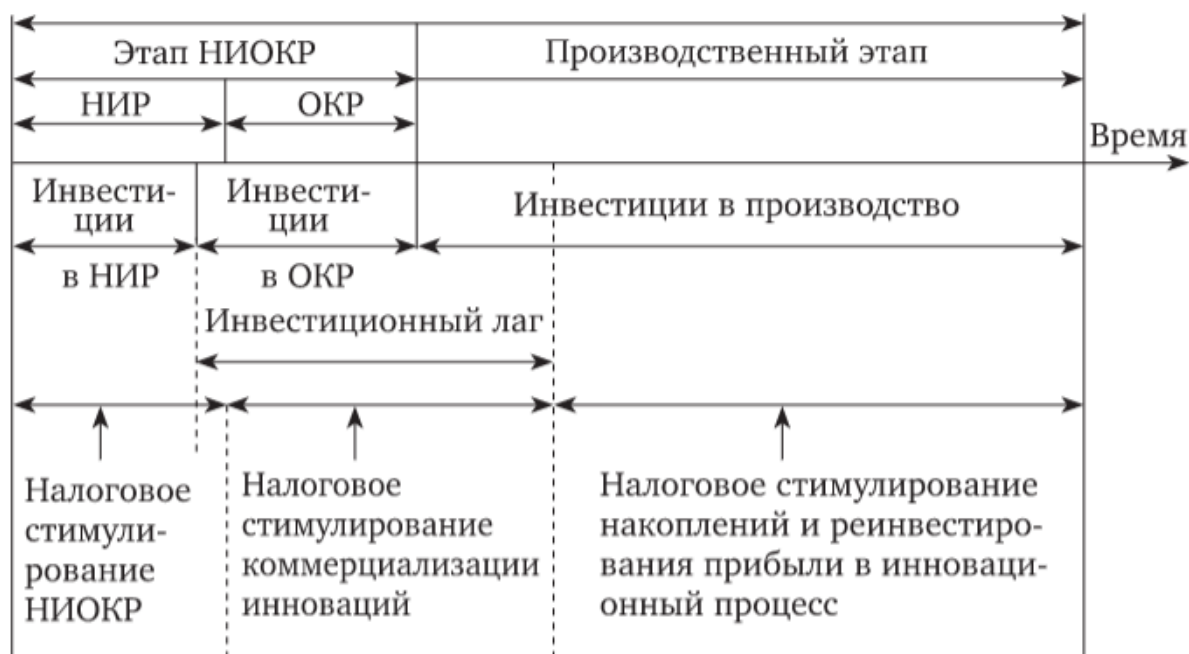 Этап НИОКР
Производственный этап
НИР
ОКР
Время
Инвести-
ции
в НИР
Инвести-
ции
в ОКР
Инвестиции в производство
Инвестиционный лаг
Налоговое
стимули-
рование
НИОКР
Налоговое
стимулирование
коммерциализации
инноваций
Налоговое стимулирование
накоплений и реинвестиро-
вания прибыли в инноваци-
онный процесс